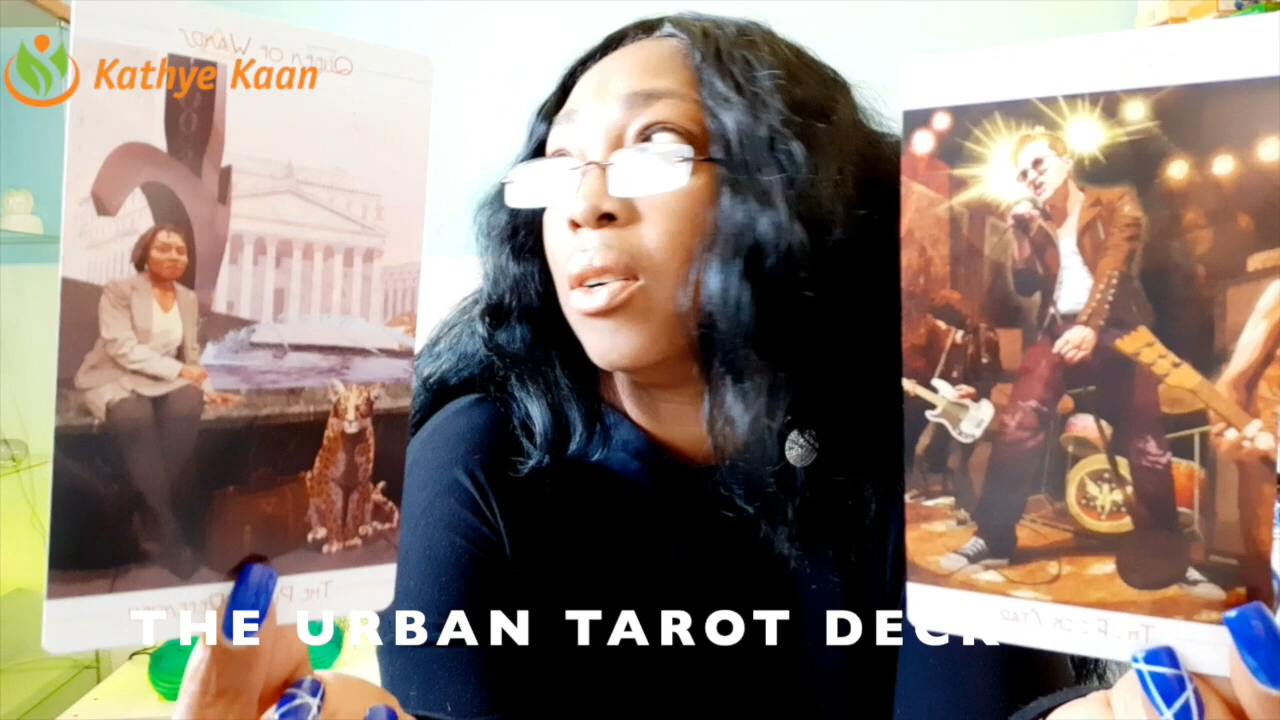 Kathye Kaan
QUEEN OF WANDS
THE URBAN TAROT DECK